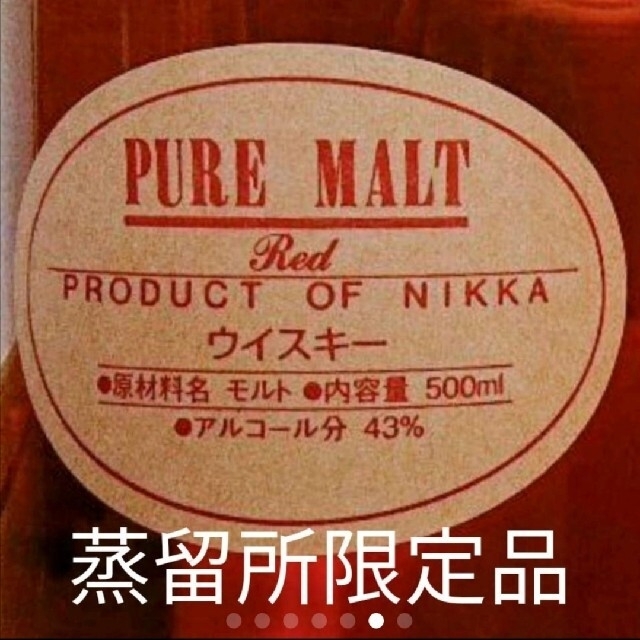 PURE MALT
Red
PRODUCT OF NIKKA
ウイスキー
●原材料名 モルト ●内容量 500ml
●アルコール分 43%
蒸留所限定品